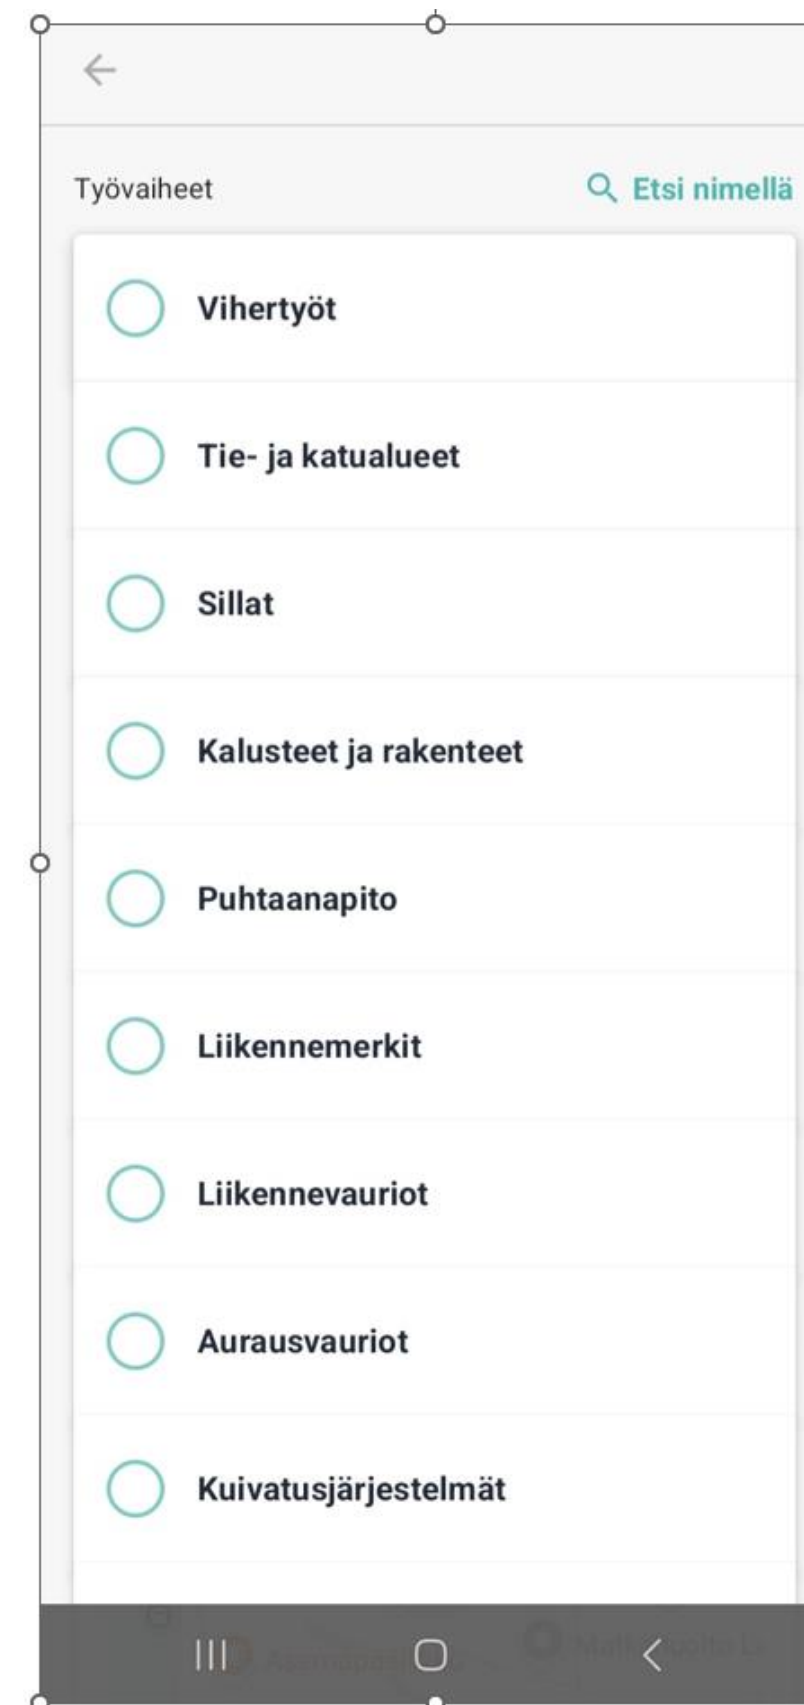 Työvaiheet
Etsi nimellä
Vihertyöt
Tie- ja katualueet
Sillat
Kalusteet ja rakenteet
Puhtaanapito
Liikennemerkit
Liikennevauriot
Aurausvauriot
Kuivatusjärjestelmät